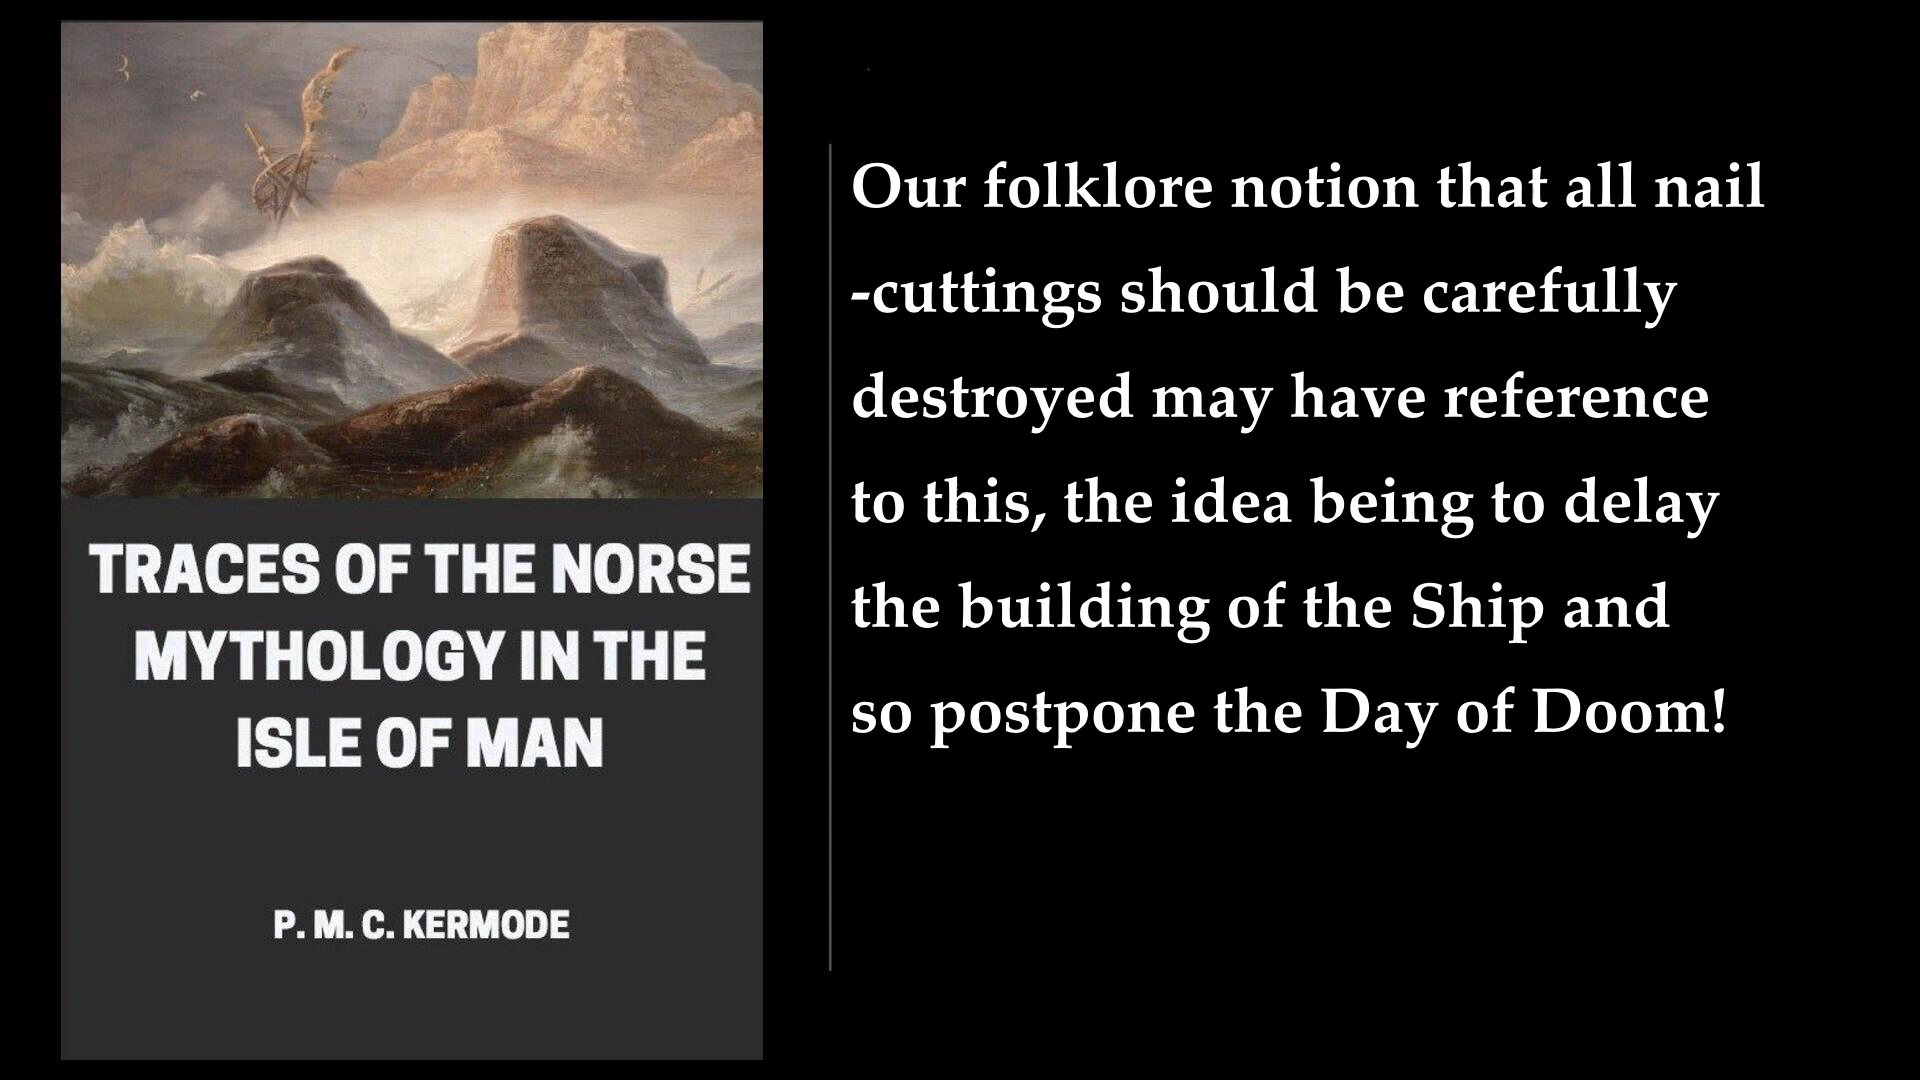 TRACES OF THE NORSE
MYTHOLOGY IN THE
ISLE OF MAN
P. M. C. KERMODE
Our folklore notion that all nail
-cuttings should be carefully
destroyed may have reference
to this, the idea being to delay
the building of the Ship and
so postpone the Day of Doom!